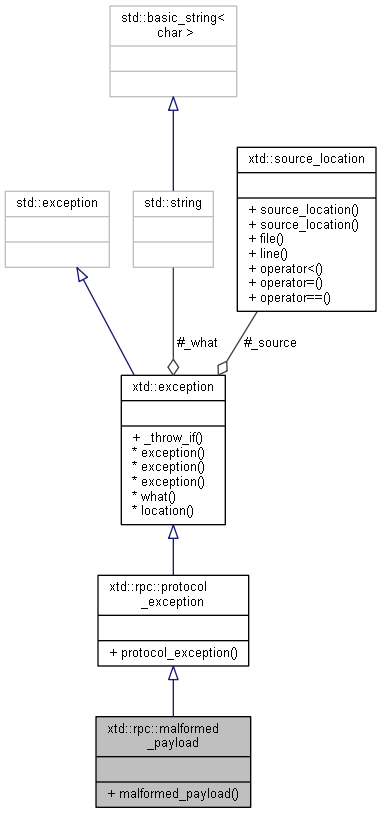 std::basic_string<
char >
std::exception
std::string
xtd::source_location
+ source_location()
+ source_location()
+ file()
+ line()
+ operator<()
+ operator=()
+ operator==()
#_what
#_source
xtd::exception
+ _throw_if()
* exception()
* exception()
* exception()
* what()
* location()
xtd::rpc::protocol
_exception
+ protocol_exception()
xtd::rpc::malformed
_payload
+ malformed_payload()